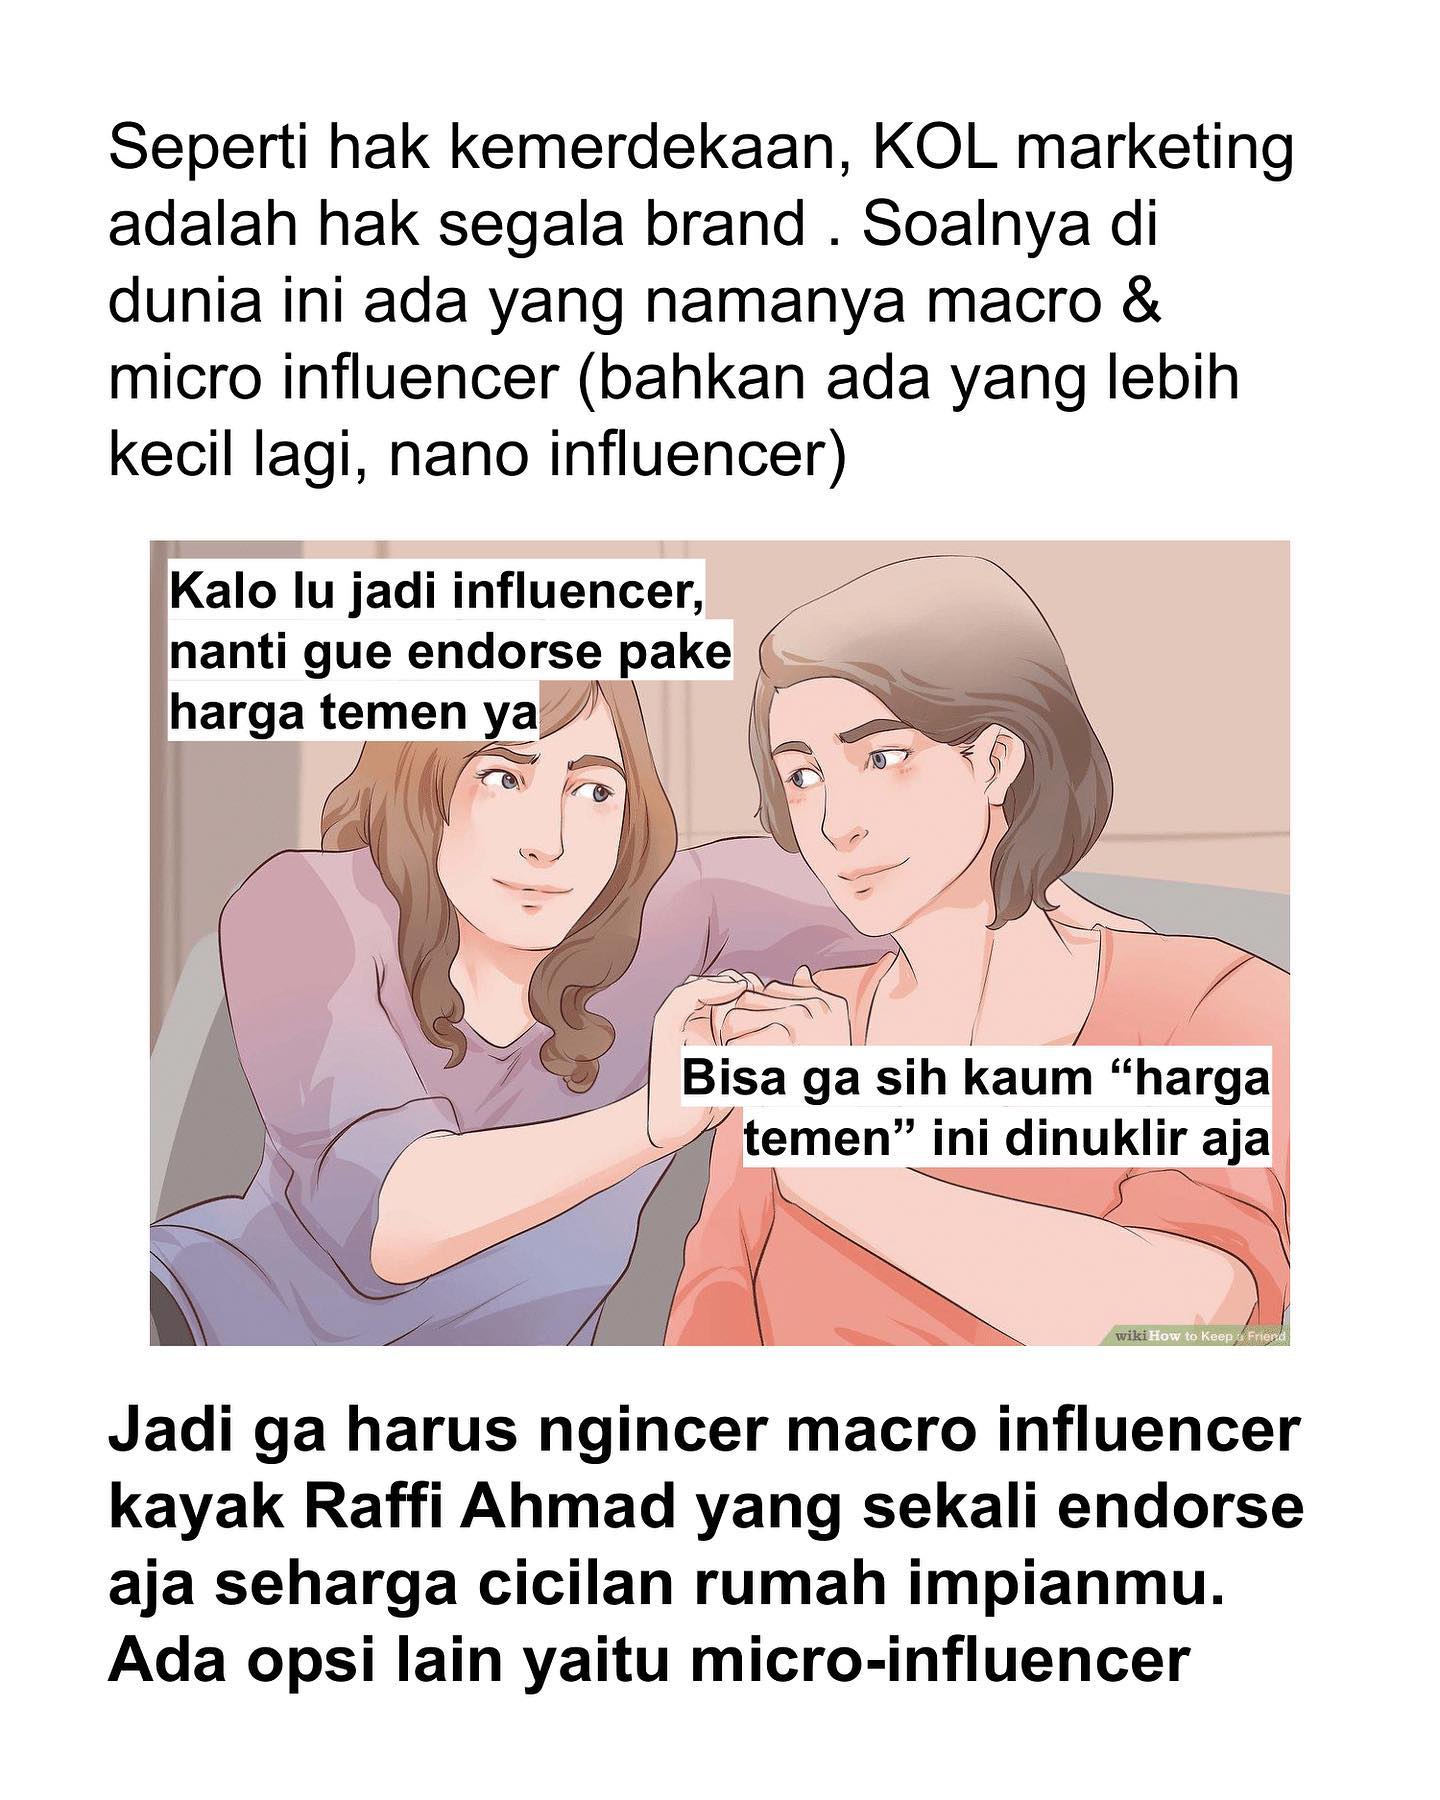 Seperti hak kemerdekaan, KOL marketing
adalah hak segala brand . Soalnya di
dunia ini ada yang namanya macro &
micro influencer (bahkan ada yang lebih
kecil lagi, nano influencer)
Kalo lu jadi influencer,
nanti gue endorse pake
harga temen ya
Bisa ga sih kaum “harga
temen” ini dinuklir aja
wikiHow to Keep a Friend
Jadi ga harus ngincer macro influencer
kayak Raffi Ahmad yang sekali endorse
aja seharga cicilan rumah impianmu.
Ada opsi lain yaitu micro-influencer